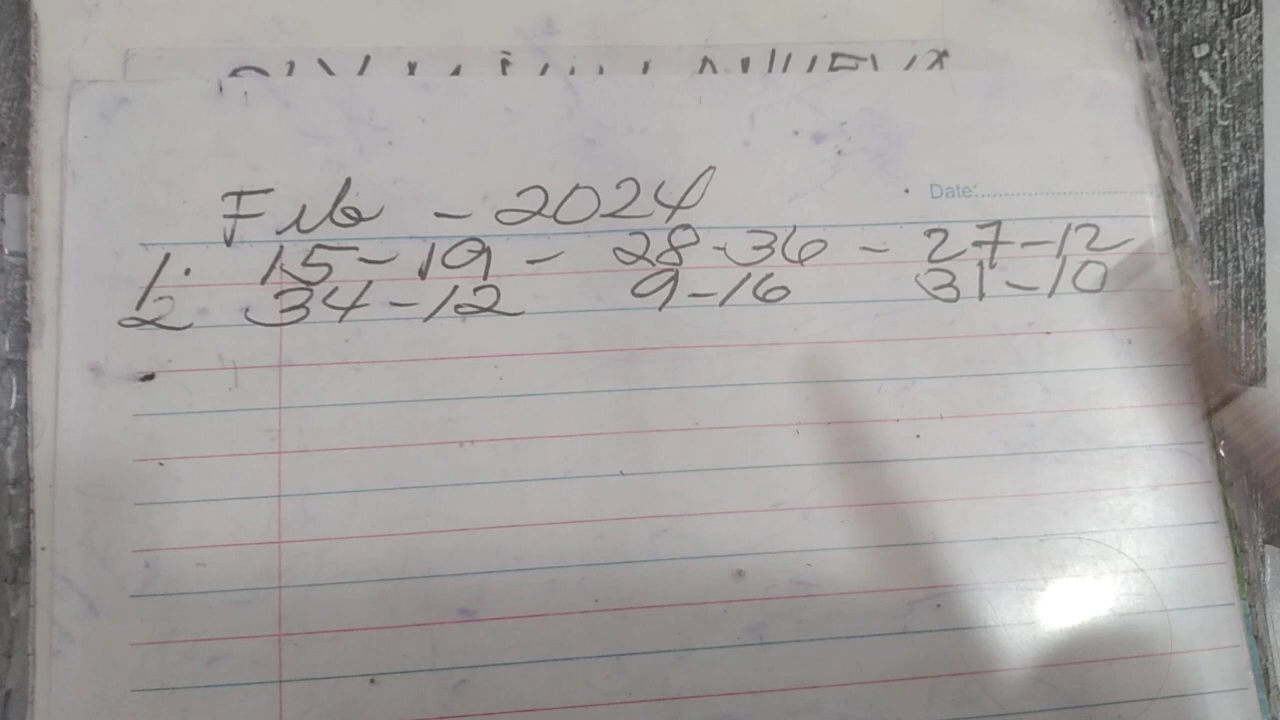 Feb - 2024
Date:
1. 15-19 - 28-36 - 27-12
2 34-12 9-16 31-10